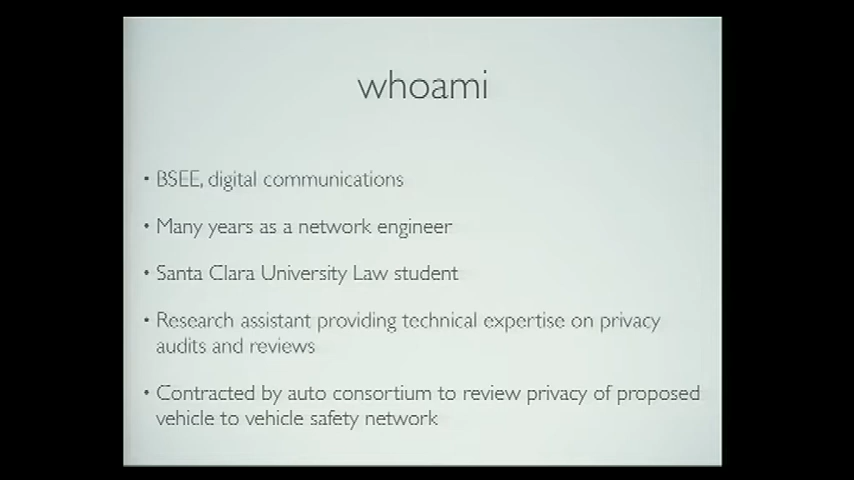 whoami
• BSEE, digital communications
• Many years as a network engineer
• Santa Clara University Law student
• Research assistant providing technical expertise on privacy
audits and reviews
• Contracted by auto consortium to review privacy of proposed
vehicle to vehicle safety network